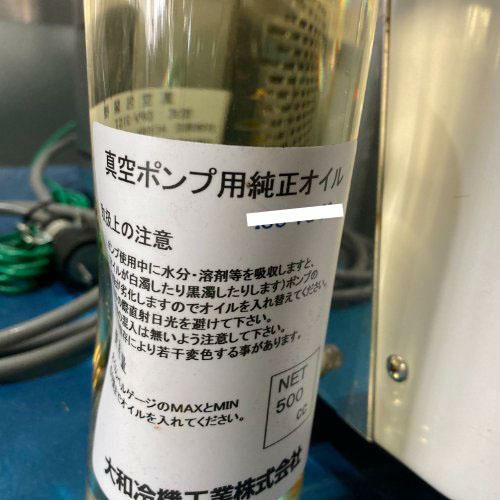 真空ポンプ用純正オイル
扱上の注意
ンプ使用中に水分・溶剤等を吸収しますと、
イルが白濁したり黒濁したりします)ポンプの
が劣化しますのでオイルを入れ替えてください。
直射日光を避けて下さい。
混入は無いよう注意して下さい。
により若干変色する事があります。
ルゲージのMAXとMIN
オイルを入れてください。
NET
500
cc
大和冷機工業株式会社